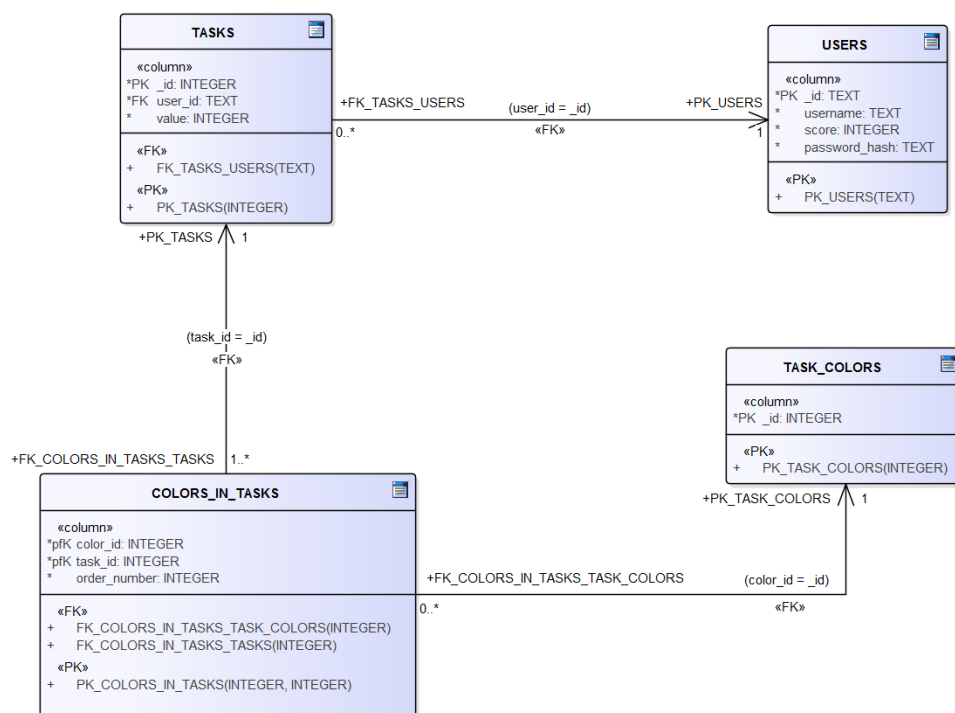 TASKS
«column»
*PK _id: INTEGER
*FK user_id: TEXT
* value: INTEGER
«FK»
+ FK_TASKS_USERS(TEXT)
«PK»
+ PK_TASKS(INTEGER)
USERS
«column»
*PK _id: TEXT
* username: TEXT
* score: INTEGER
* password_hash: TEXT
«PK»
+ PK_USERS(TEXT)
+FK_TASKS_USERS
(user_id = _id)
+PK_USERS
0..*
«FK»
1
+PK_TASKS
1
(task_id = _id)
«FK»
+FK_COLORS_IN_TASKS_TASKS
1..*
TASK_COLORS
«column»
*PK _id: INTEGER
«PK»
+ PK_TASK_COLORS(INTEGER)
+PK_TASK_COLORS
1
COLORS_IN_TASKS
«column»
*pfK color_id: INTEGER
*pfK task_id: INTEGER
* order_number: INTEGER
«FK»
+ FK_COLORS_IN_TASKS_TASK_COLORS(INTEGER)
+ FK_COLORS_IN_TASKS_TASKS(INTEGER)
«PK»
+ PK_COLORS_IN_TASKS(INTEGER, INTEGER)
+FK_COLORS_IN_TASKS_TASK_COLORS
(color_id = _id)
0..*
«FK»